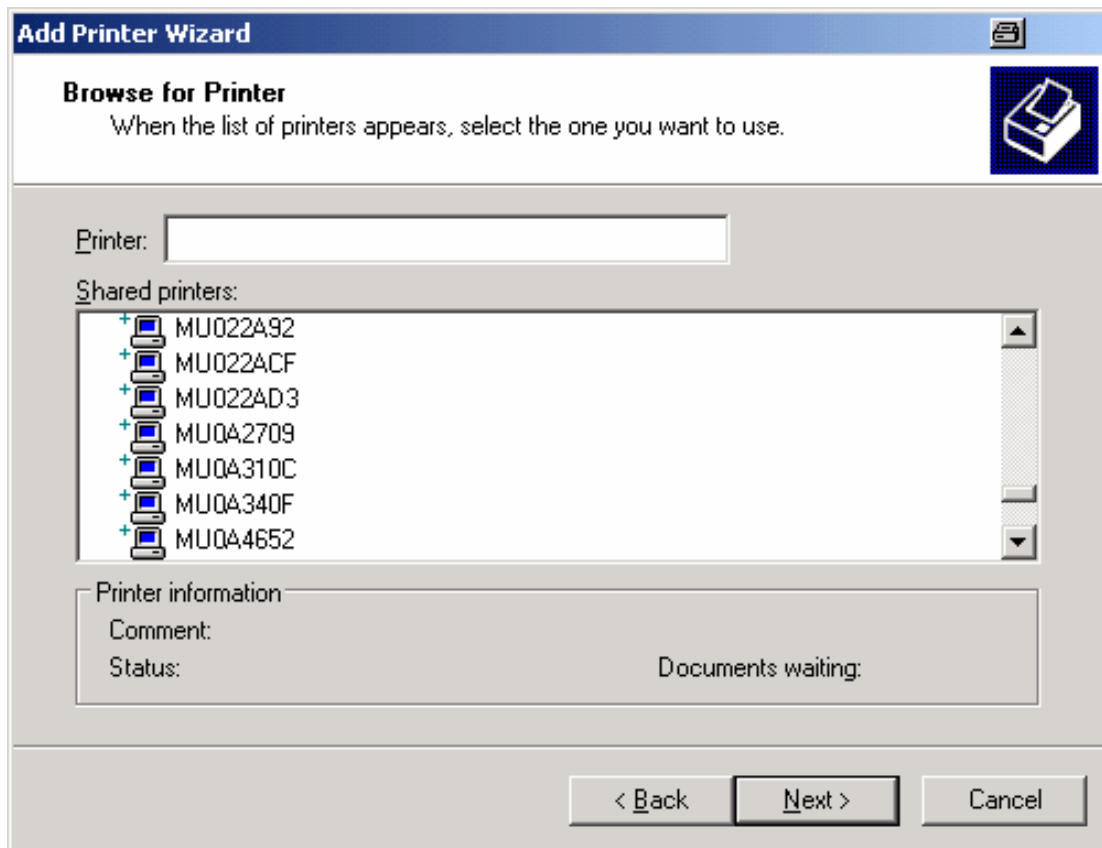 Add Printer Wizard
Browse for Printer
When the list of printers appears, select the one you want to use.
Printer:
Shared printers:
MU022A92
MU022ACF
MU022AD3
MU0A2709
MU0A310C
MU0A340F
MU0A4652
Printer information
Comment:
Status: Documents waiting:
< Back Next > Cancel